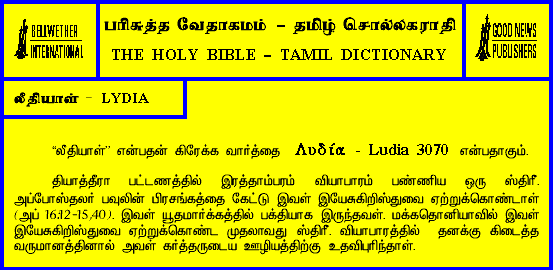 BELLWETHER
INTERNATIONAL
பரிசுத்த வேதாகமம் – தமிழ் சொல்லகராதி
THE HOLY BIBLE – TAMIL DICTIONARY
GOOD NEWS
PUBLISHERS
லீதியாள் – LYDIA
“லீதியாள்” என்பதன் கிரேக்க வார்த்தை Λυδία - Ludia 3070 என்பதாகும்.
தியாத்தீரா பட்டணத்தில் இரத்தாம்பரம் வியாபாரம் பண்ணிய ஒரு ஸ்திரீ.
அப்போஸ்தலர் பவுலின் பிரசங்கத்தை கேட்டு இவள் இயேசுகிறிஸ்துவை ஏற்றுக்கொண்டாள்
(அப் 16:12-15,40). இவள் யூதமார்க்கத்தில் பக்தியாக இருந்தவள். மக்கதொனியாவில் இவள்
இயேசுகிறிஸ்துவை ஏற்றுக்கொண்ட முதலாவது ஸ்திரீ. வியாபாரத்தில் தனக்கு கிடைத்த
வருமானத்தினால் அவள் கர்த்தருடைய ஊழியத்திற்கு உதவிபுரிந்தாள்.